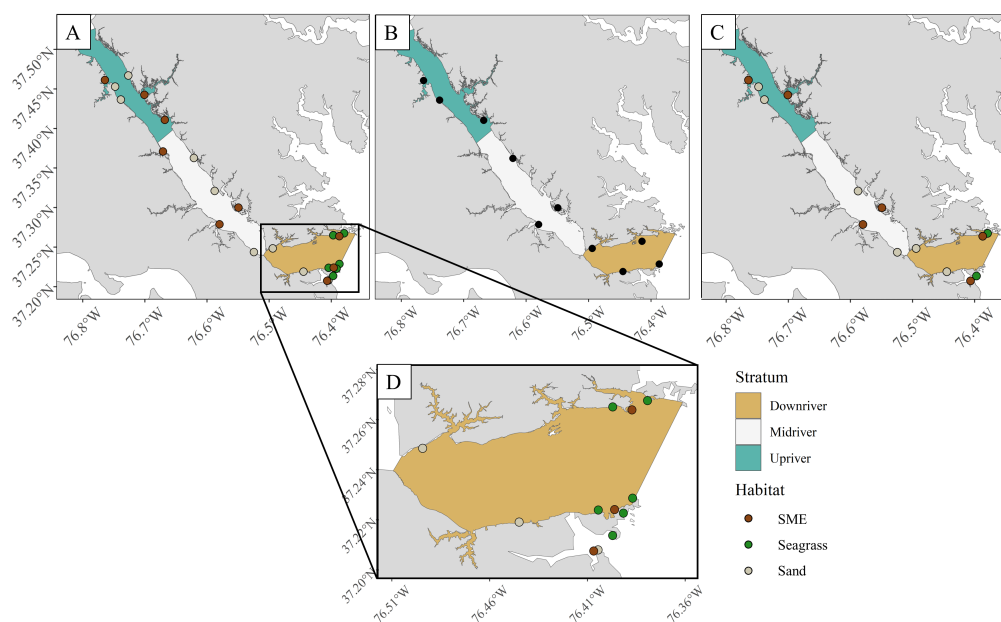 A
B
C
37.50°N
37.45°N
37.40°N
37.35°N
37.30°N
37.25°N
37.20°N
76.8°W
76.7°W
76.6°W
76.5°W
76.4°W
76.8°W
76.7°W
76.6°W
76.5°W
76.4°W
76.8°W
76.7°W
76.6°W
76.5°W
76.4°W
D
37.28°N
37.26°N
37.24°N
37.22°N
37.20°N
76.51°W
76.46°W
76.41°W
76.36°W
Stratum
Downriver
Midriver
Upriver
Habitat
SME
Seagrass
Sand